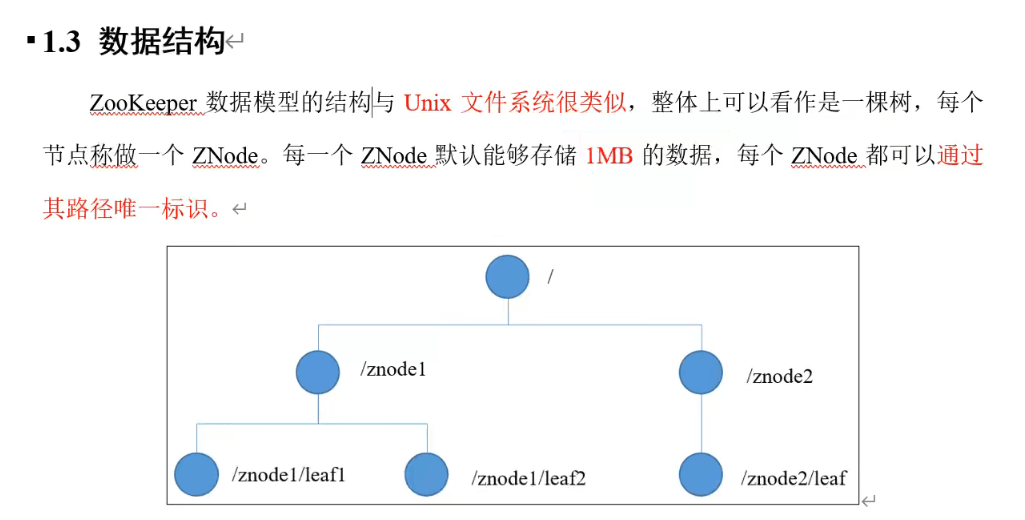 1.3 数据结构
ZooKeeper 数据模型的结构与 Unix 文件系统很类似，整体上可以看作是一棵树，每个
节点称做一个 ZNode。每一个 ZNode 默认能够存储 1MB 的数据，每个 ZNode 都可以通过
其路径唯一标识。
/
/znode1
/znode2
/znode1/leaf1
/znode1/leaf2
/znode2/leaf